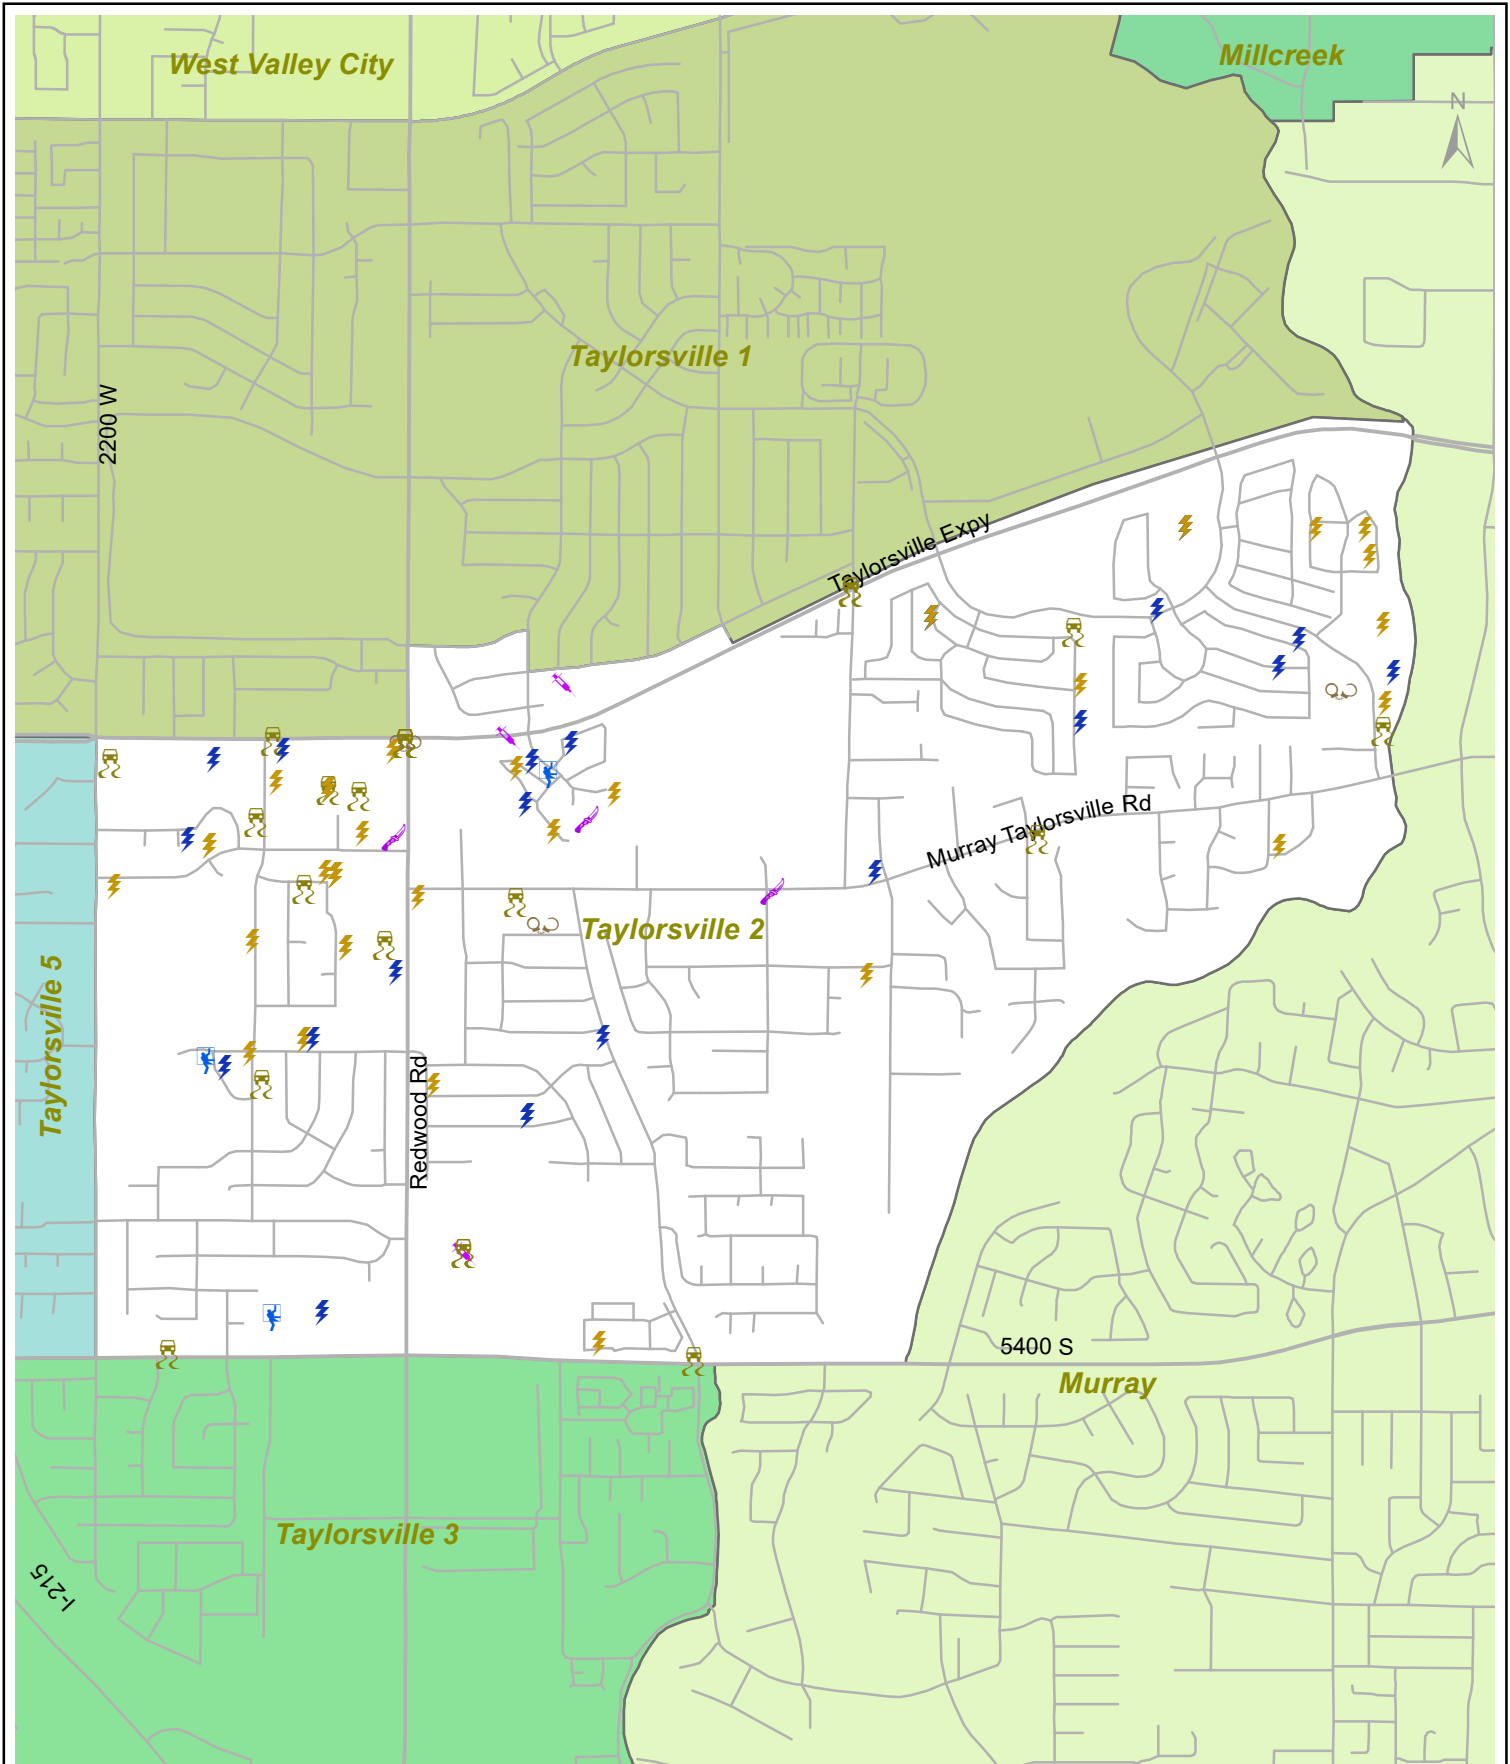 West Valley City
Millcreek
N
Taylorsville 1
2200 W
Taylorsville Expy
Murray Taylorsville Rd
Taylorsville 2
Taylorsville 5
Redwood Rd
5400 S
Murray
Taylorsville 3
I-215